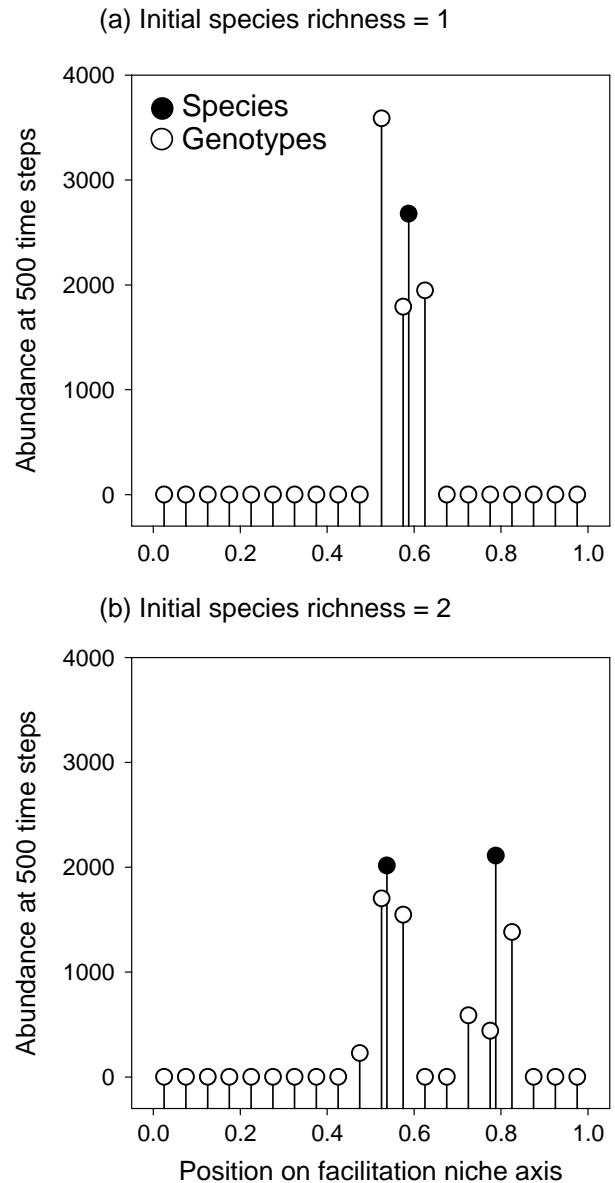 (a) Initial species richness = 1
4000
3000
2000
1000
0
Abundance at 500 time steps
Species
Genotypes
0.0 0.2 0.4 0.6 0.8 1.0
(b) Initial species richness = 2
4000
3000
2000
1000
0
Abundance at 500 time steps
0.0 0.2 0.4 0.6 0.8 1.0
Position on facilitation niche axis